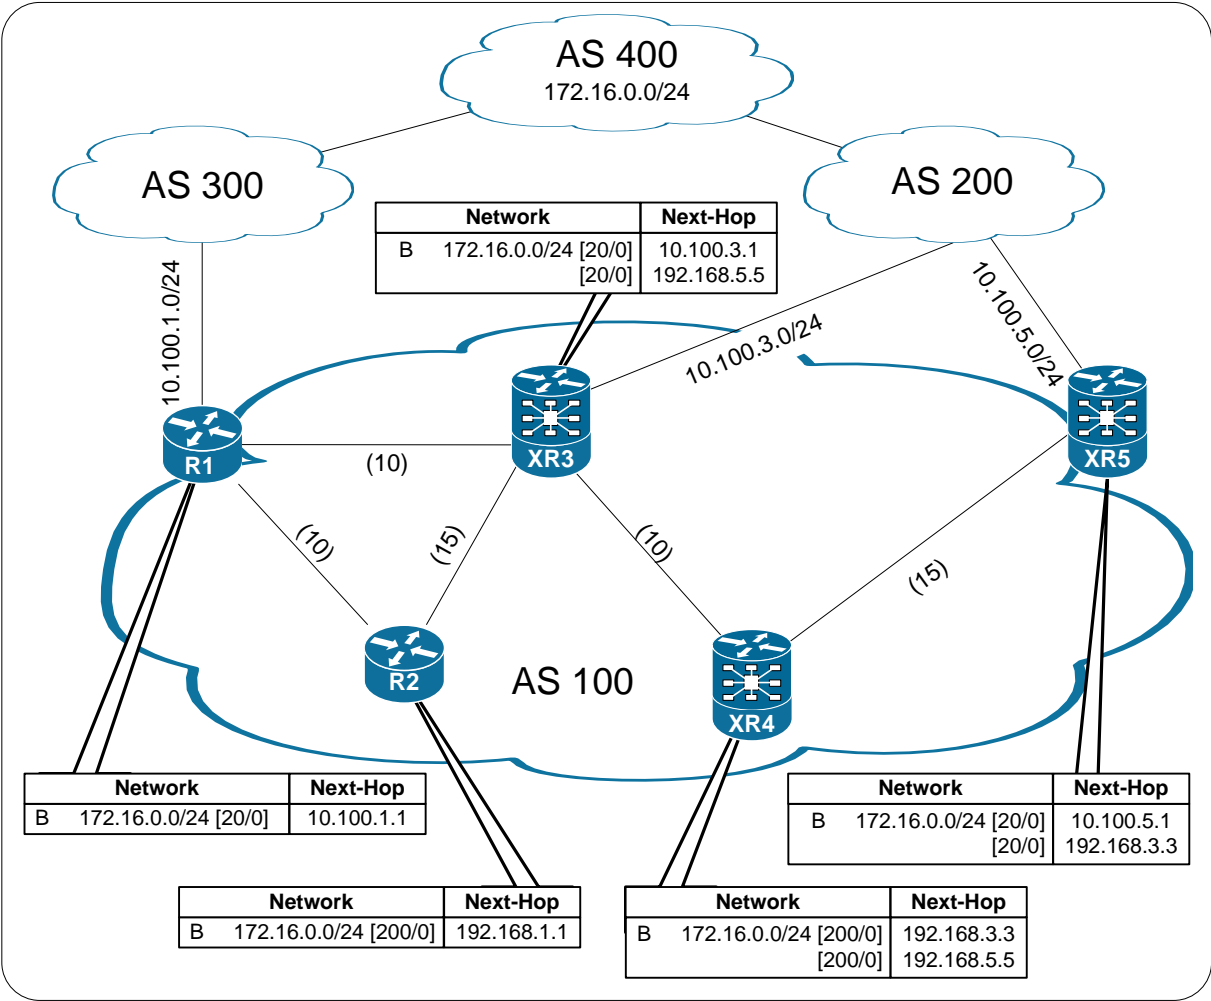 AS 400
172.16.0.0/24
AS 300
AS 200
Network Next-Hop
B 172.16.0.0/24 [20/0] 10.100.3.1
[20/0] 192.168.5.5
10.100.1.0/24
10.100.3.0/24
10.100.5.0/24
R1
XR3
XR5
(10)
(10)
(15)
(10)
(15)
R2
AS 100
XR4
Network Next-Hop
B 172.16.0.0/24 [20/0] 10.100.1.1
Network Next-Hop
B 172.16.0.0/24 [20/0] 10.100.5.1
[20/0] 192.168.3.3
Network Next-Hop
B 172.16.0.0/24 [200/0] 192.168.1.1
Network Next-Hop
B 172.16.0.0/24 [200/0] 192.168.3.3
[200/0] 192.168.5.5